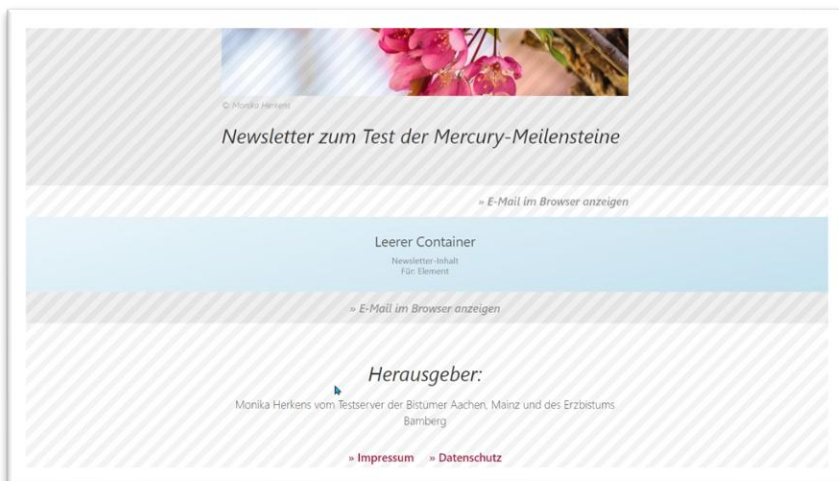 © Monika Herkens
Newsletter zum Test der Mercury-Meilensteine
» E-Mail im Browser anzeigen
Leerer Container
Newsletter-Inhalt
Für: Element
» E-Mail im Browser anzeigen
Herausgeber:
Monika Herkens vom Testserver der Bistümer Aachen, Mainz und des Erzbistums
Bamberg
» Impressum » Datenschutz